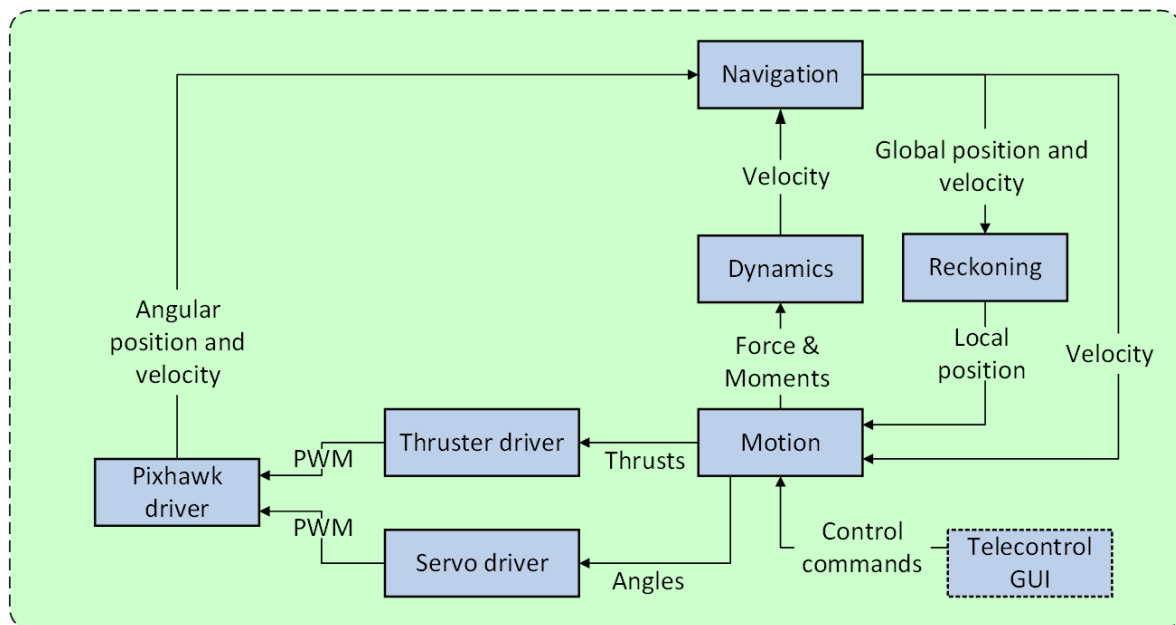 Navigation
Global position and
velocity
Velocity
Dynamics
Reckoning
Angular
position and
velocity
Force &
Moments
Local
position
Velocity
Thruster driver
Motion
PWM
Thrusts
Pixhawk
driver
PWM
Servo driver
Angles
Control
commands
Telecontrol
GUI